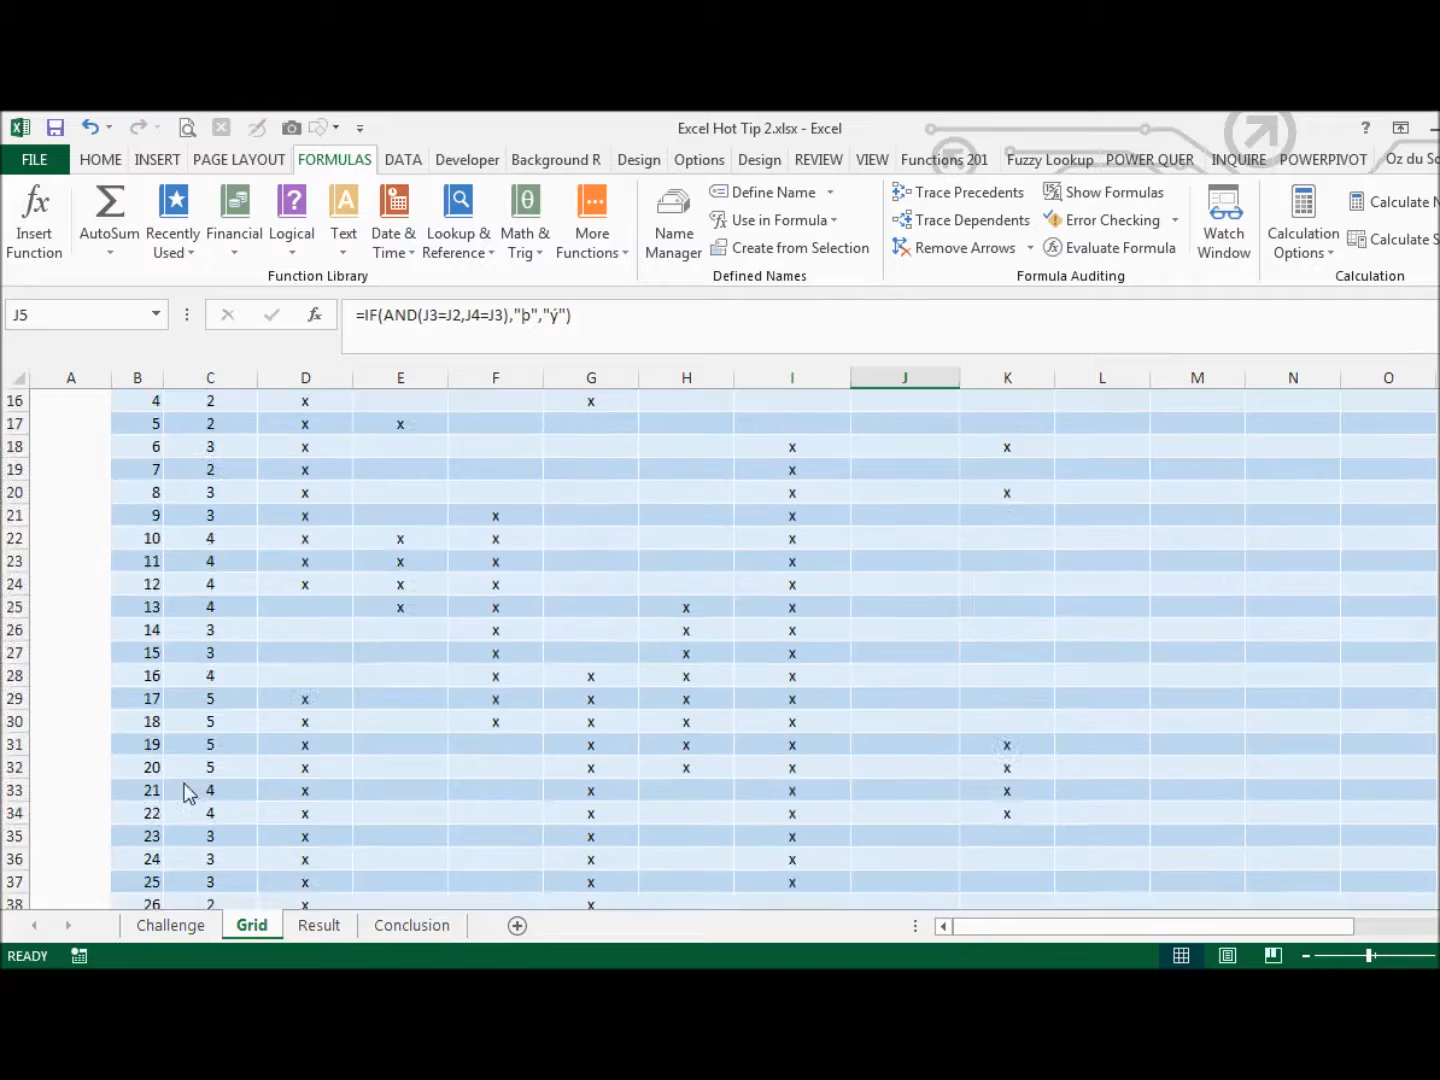 Excel Hot Tip 2.xlsx - Excel
?
FILE HOME INSERT PAGE LAYOUT FORMULAS DATA Developer Background R Design Options Design REVIEW VIEW Functions 201 Fuzzy Lookup POWER QUER INQUIRE POWERPIVOT Oz du So
fx Insert Function
Σ AutoSum
Recently Used
Financial
Logical
Text
Date & Time
Lookup & Reference
Math & Trig
More Functions
Function Library
Name Manager
Define Name
Use in Formula
Create from Selection
Defined Names
Trace Precedents
Trace Dependents
Remove Arrows
Show Formulas
Error Checking
Evaluate Formula
Formula Auditing
Watch Window
Calculation Options
Calculate N
Calculate S
Calculation
J5 fx =IF(AND(J3=J2,J4=J3),"þ","ý")
A B C D E F G H I J K L M N O
16 4 2 x x
17 5 2 x x
18 6 3 x x x
19 7 2 x x
20 8 3 x x x
21 9 3 x x x
22 10 4 x x x x
23 11 4 x x x x
24 12 4 x x x x
25 13 4 x x x x
26 14 3 x x x
27 15 3 x x x
28 16 4 x x x x
29 17 5 x x x x x
30 18 5 x x x x x
31 19 5 x x x x x
32 20 5 x x x x x
33 21 4 x x x x
34 22 4 x x x x
35 23 3 x x x
36 24 3 x x x
37 25 3 x x x
38 26 2 x x
Challenge Grid Result Conclusion
READY